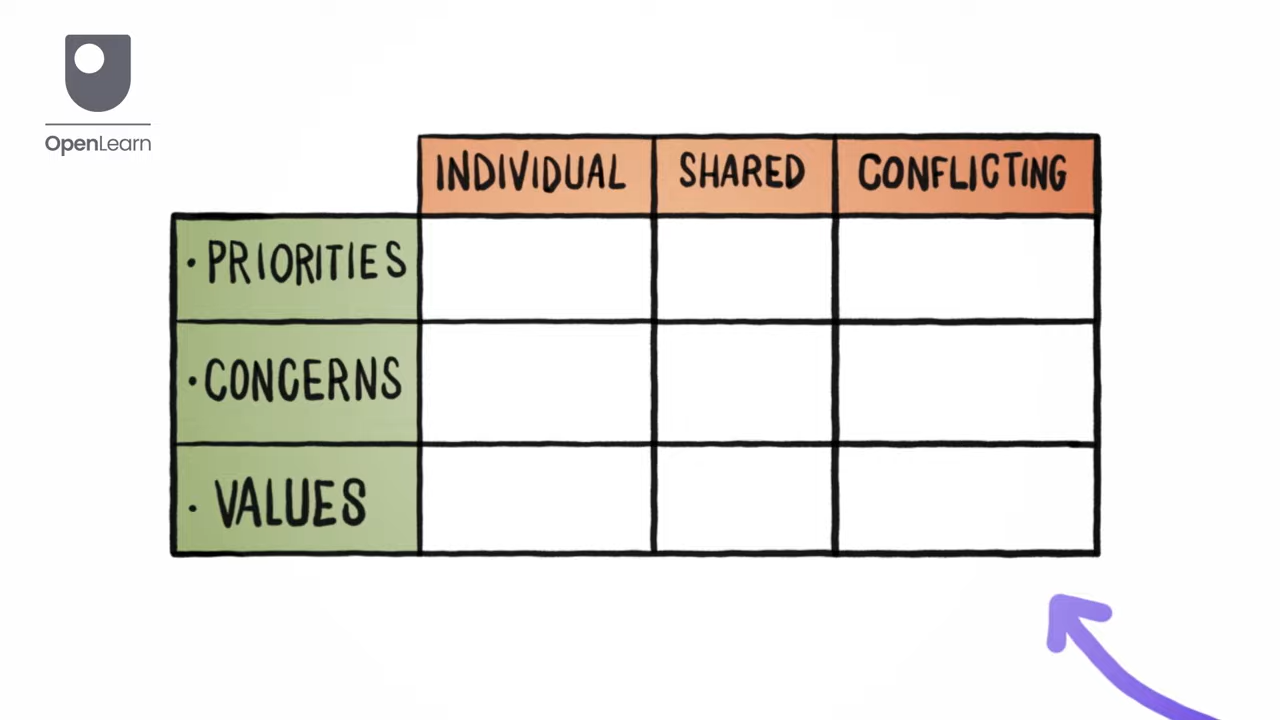 OpenLearn
INDIVIDUAL SHARED CONFLICTING
• PRIORITIES
• CONCERNS
• VALUES